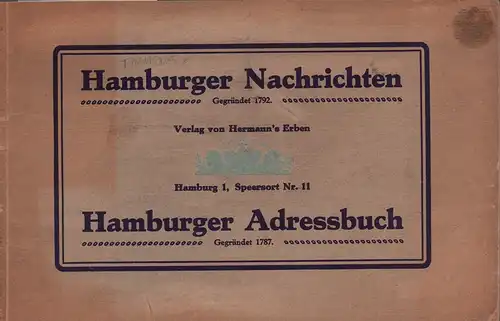 Hamburger Nachrichten
Gegründet 1792.
Verlag von Hermann's Erben
Hamburg 1, Speersort Nr. 11
Hamburger Adressbuch
Gegründet 1787.